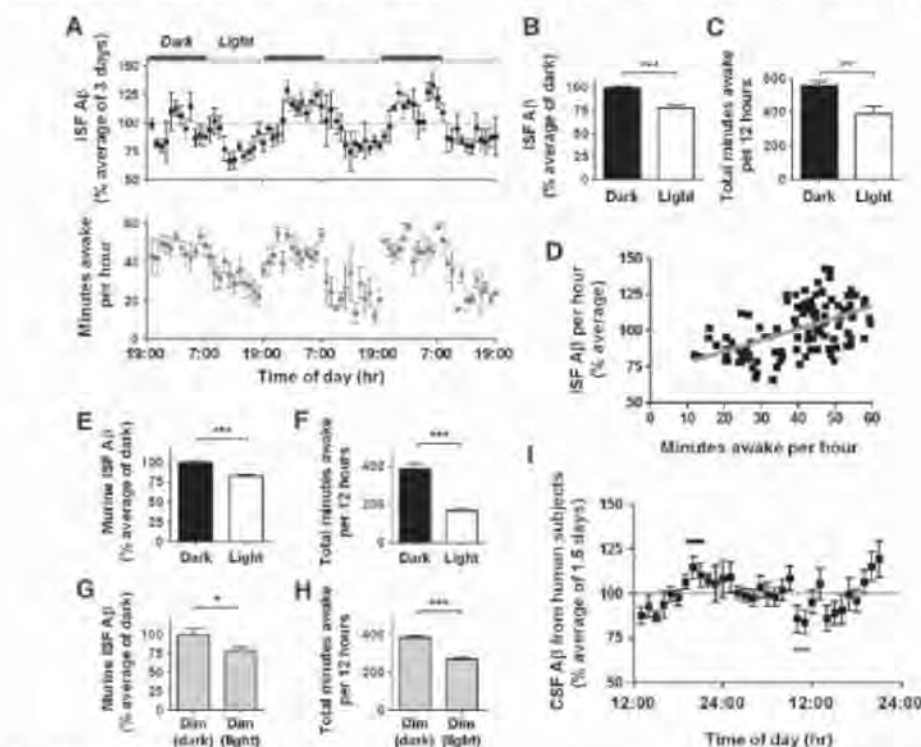 A
Dark Light
ISF Aβ
(% average of 3 days)
150
100
75
50
Minutes awake
per hour
60
40
20
0
19:00 7:00 19:00 7:00 19:00 7:00 19:00
Time of day (hr)
B
ISF Aβ
(% average of dark)
100
75
50
25
0
***
Dark Light
C
Total minutes awake
per 12 hours
600
400
200
0
Dark Light
D
ISF Aβ per hour
(% average)
150
125
100
75
50
0 10 20 30 40 50 60
Minutes awake per hour
E
Murine ISF Aβ
(% average of dark)
100
75
50
25
0
***
Dark Light
F
Total minutes awake
per 12 hours
400
200
0
***
Dark Light
G
Murine ISF Aβ
(% average of dark)
100
75
50
25
0
*
Dim Dim
(dark) (light)
H
Total minutes awake
per 12 hours
400
200
0
***
Dim Dim
(dark) (light)
I
CSF Aβ from human subjects
(% average of 1.5 days)
150
125
100
75
50
12:00 24:00 12:00 24:00
Time of day (hr)